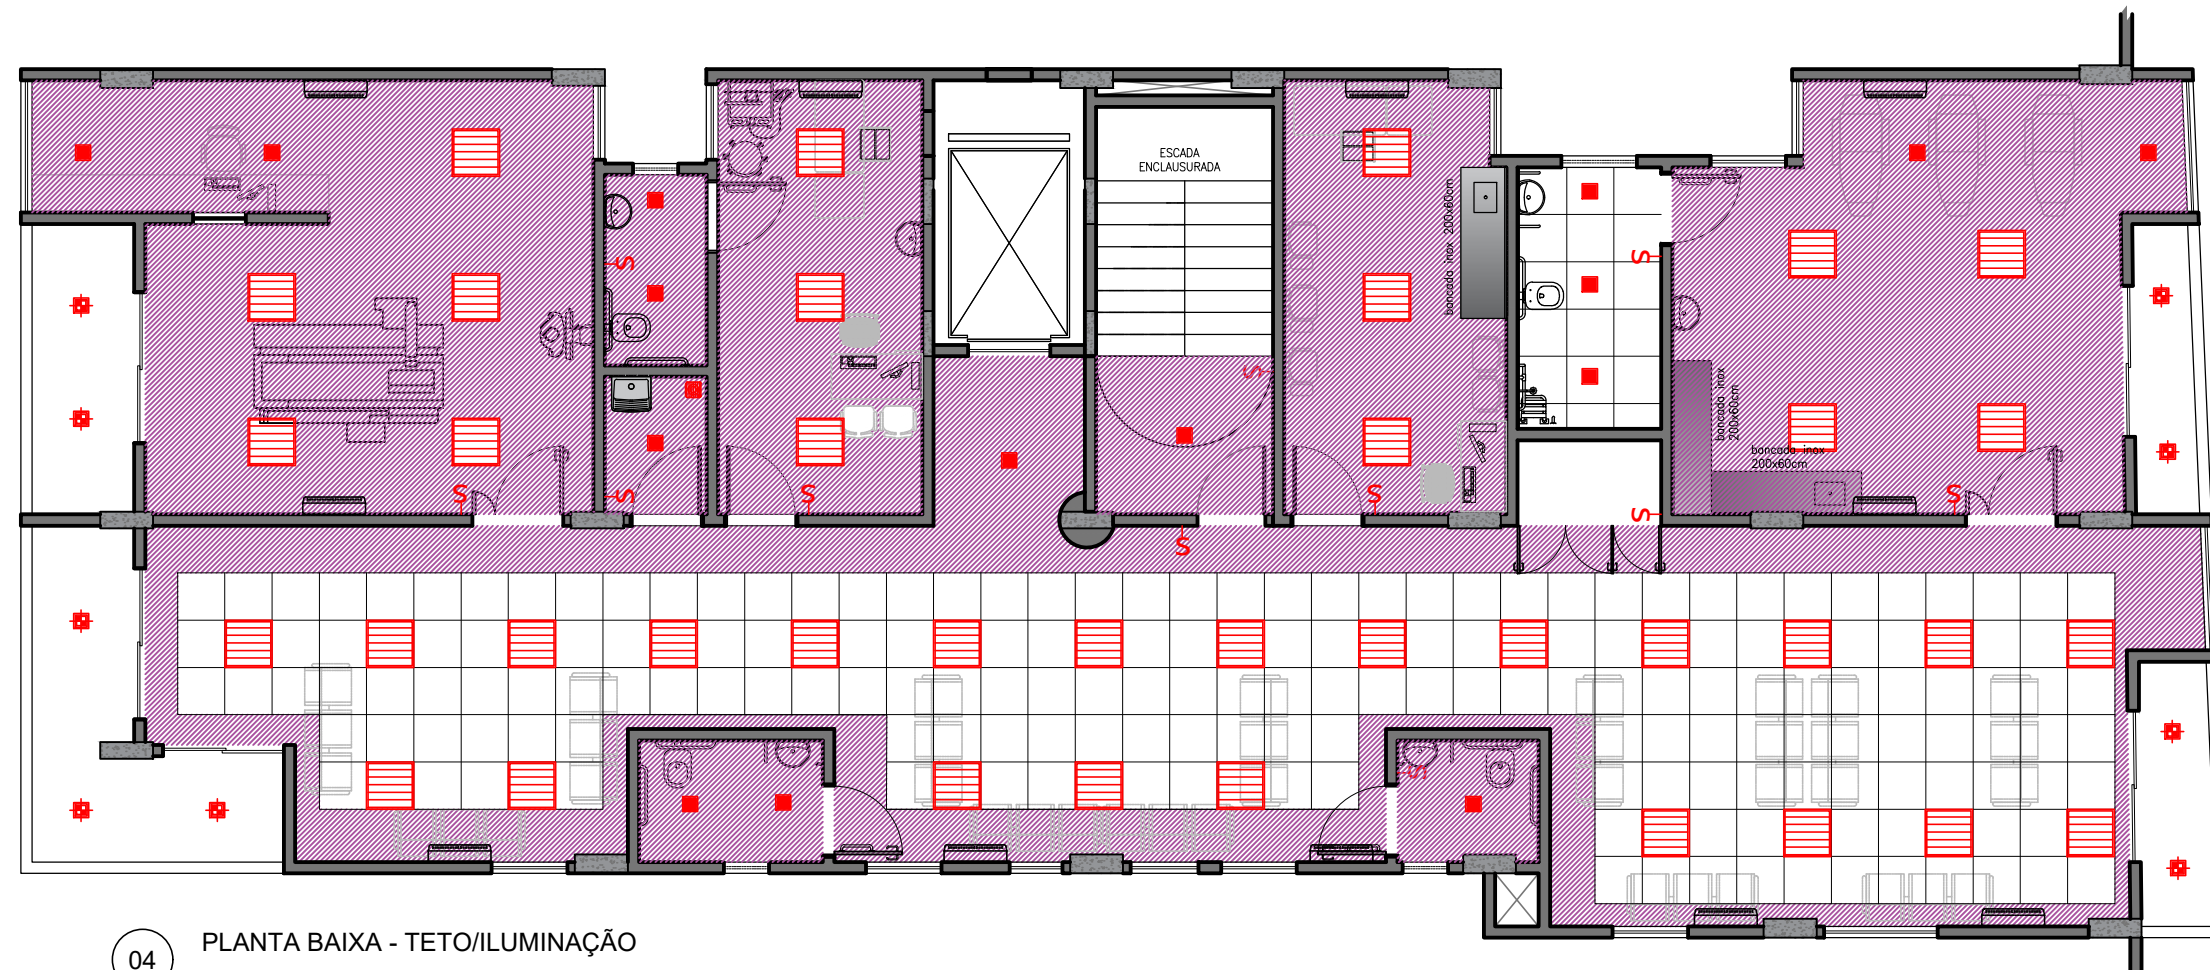 ESCADA
ENCLAUSURADA
bancada inox 200x60cm
bancada inox
200x60cm
bancada inox
200x60cm
S
S
S
S
S
S
S
S
S
S
S
04
PLANTA BAIXA - TETO/ILUMINAÇÃO